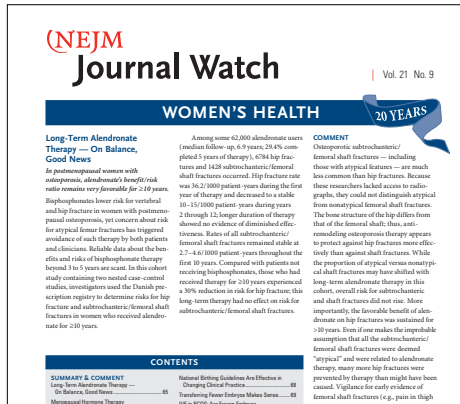 NEJM
Journal Watch
Vol. 21 No. 9
WOMEN'S HEALTH
20 YEARS
Long-Term Alendronate
Therapy — On Balance,
Good News
In postmenopausal women with
osteoporosis, alendronate's benefit/risk
ratio remains very favorable for ≥10 years.
Bisphosphonates lower risk for vertebral
and hip fracture in women with postmeno-
pausal osteoporosis, yet concern about risk
for atypical femur fractures has triggered
avoidance of such therapy by both patients
and clinicians. Reliable data about the ben-
efits and risks of bisphosphonate therapy
beyond 3 to 5 years are scant. In this cohort
study containing two nested case-control
studies, investigators used the Danish pre-
scription registry to determine risks for hip
fracture and subtrochanteric/femoral shaft
fractures in women who received alendro-
nate for ≥10 years.
Among some 62,000 alendronate users
(median follow-up, 6.9 years; 29.4% com-
pleted 5 years of therapy), 6784 hip frac-
tures and 1428 subtrochanteric/femoral
shaft fractures occurred. Hip fracture rate
was 36.2/1000 patient-years during the first
year of therapy and decreased to a stable
10–15/1000 patient-years during years
2 through 12; longer duration of therapy
showed no evidence of diminished effec-
tiveness. Rates of all subtrochanteric/
femoral shaft fractures remained stable at
2.7–4.6/1000 patient-years throughout the
first 10 years. Compared with patients not
receiving bisphosphonates, those who had
received therapy for ≥10 years experienced
a 30% reduction in risk for hip fracture; this
long-term therapy had no effect on risk for
subtrochanteric/femoral shaft fractures.
COMMENT
Osteoporotic subtrochanteric/
femoral shaft fractures — including
those with atypical features — are much
less common than hip fractures. Because
these researchers lacked access to radio-
graphs, they could not distinguish atypical
from nonatypical femoral shaft fractures.
The bone structure of the hip differs from
that of the femoral shaft; thus, anti-
remodeling osteoporosis therapy appears
to protect against hip fractures more effec-
tively than against shaft fractures. While
the proportion of atypical versus nonatypi-
cal shaft fractures may have shifted with
long-term alendronate therapy in this
cohort, overall risk for subtrochanteric
and shaft fractures did not rise. More
importantly, the favorable benefit of alen-
dronate on hip fractures was sustained for
>10 years. Even if one makes the improbable
assumption that all the subtrochanteric/
femoral shaft fractures were deemed
"atypical" and were related to alendronate
therapy, many more hip fractures were
prevented by therapy than might have been
caused. Vigilance for early evidence of
femoral shaft fractures (e.g., pain in thigh
CONTENTS
SUMMARY & COMMENT
Long-Term Alendronate Therapy —
On Balance, Good News 65
Menopausal Hormone Therapy
National Birthing Guidelines Are Effective in
Changing Clinical Practice 68
Transferring Fewer Embryos Makes Sense 69